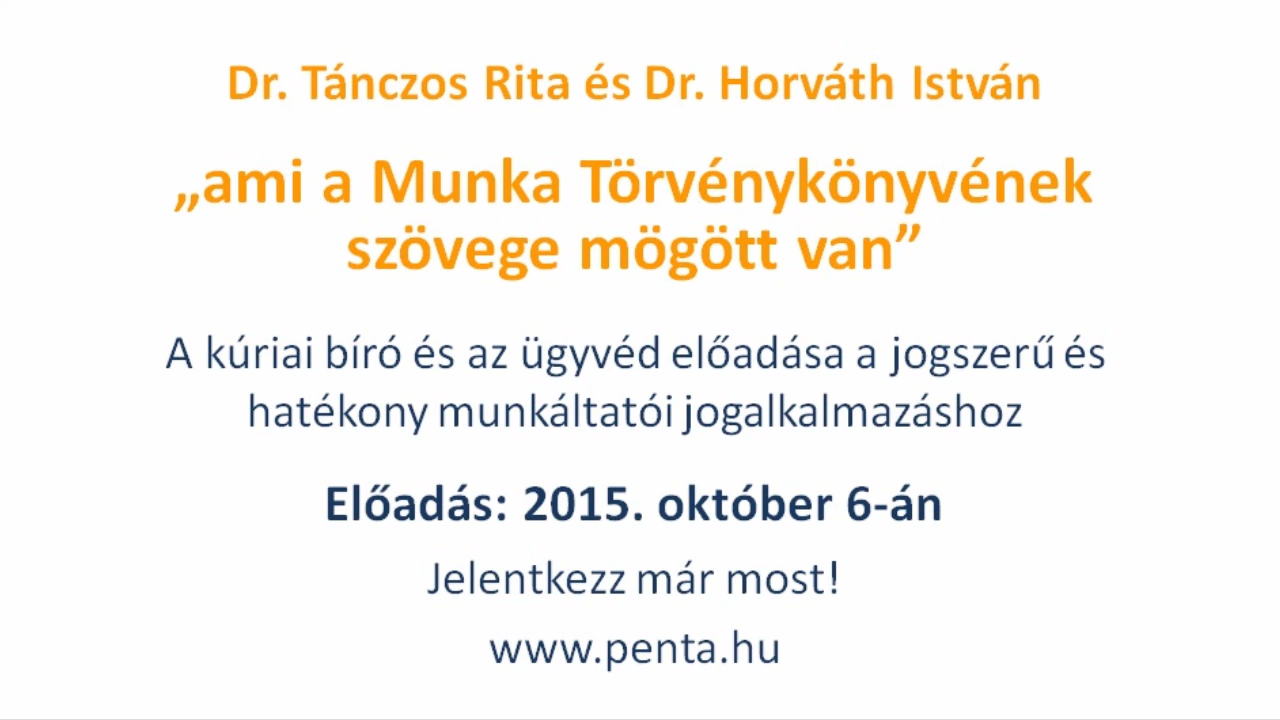 Dr. Tánczos Rita és Dr. Horváth István
„ami a Munka Törvénykönyvének
szövege mögött van”
A kúriai bíró és az ügyvéd előadása a jogszerű és
hatékony munkáltatói jogalkalmazáshoz
Előadás: 2015. október 6-án
Jelentkezz már most!
www.penta.hu